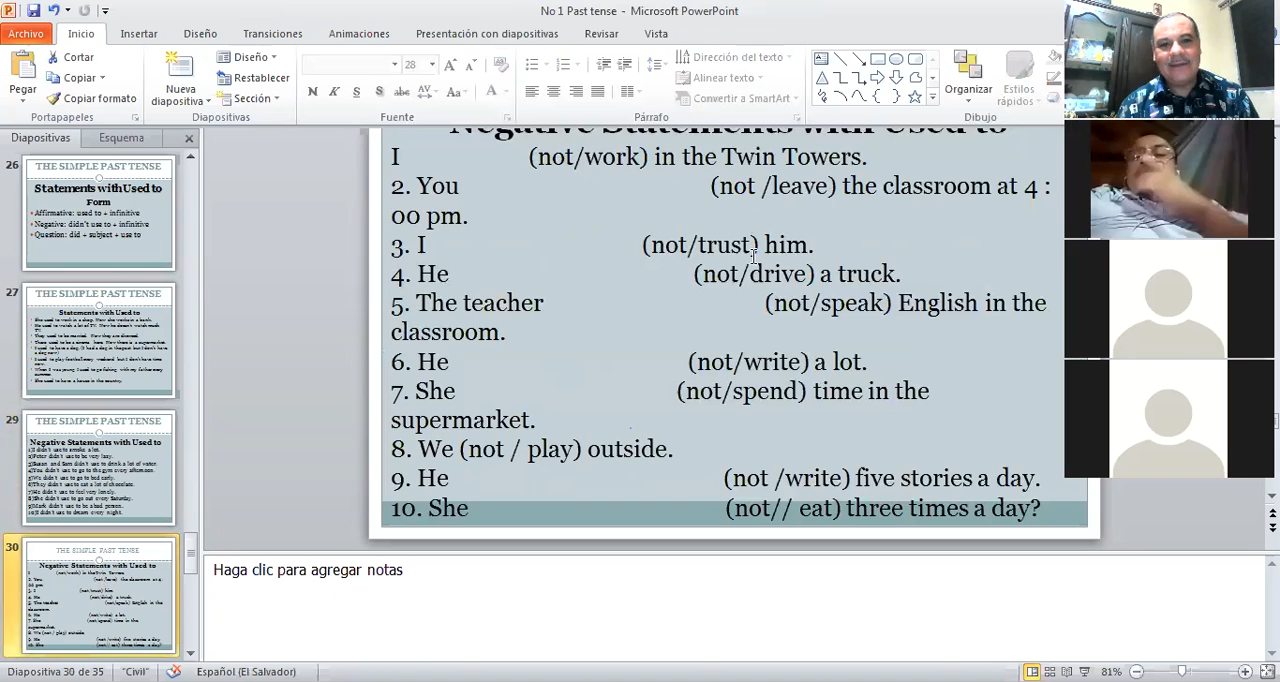 No 1 Past tense - Microsoft PowerPoint
Archivo Inicio Insertar Diseño Transiciones Animaciones Presentación con diapositivas Revisar Vista
Pegar
Cortar
Copiar
Copiar formato
Portapapeles
Nueva diapositiva
Diseño
Restablecer
Sección
Diapositivas
28
N K S S abc AV Aa A
Fuente
Dirección del texto
Alinear texto
Convertir a SmartArt
Párrafo
Organizar
Estilos rápidos
Dibujo
Diapositivas Esquema
26
THE SIMPLE PAST TENSE
Statements withUsed to
Form
Affirmative: used to + infinitive
Negative: didn't use to + infinitive
Question: did + subject + use to
27
THE SIMPLE PAST TENSE
Statements with Used to
29
THE SIMPLE PAST TENSE
Negative Statements with Used to
30
THE SIMPLE PAST TENSE
Negative Statements with Used to
Negative Statements with Used to
I (not/work) in the Twin Towers.
2. You (not /leave) the classroom at 4 :
00 pm.
3. I (not/trust) him.
4. He (not/drive) a truck.
5. The teacher (not/speak) English in the
classroom.
6. He (not/write) a lot.
7. She (not/spend) time in the
supermarket.
8. We (not / play) outside.
9. He (not /write) five stories a day.
10. She (not// eat) three times a day?
Haga clic para agregar notas
Diapositiva 30 de 35 "Civil" Español (El Salvador) 81%